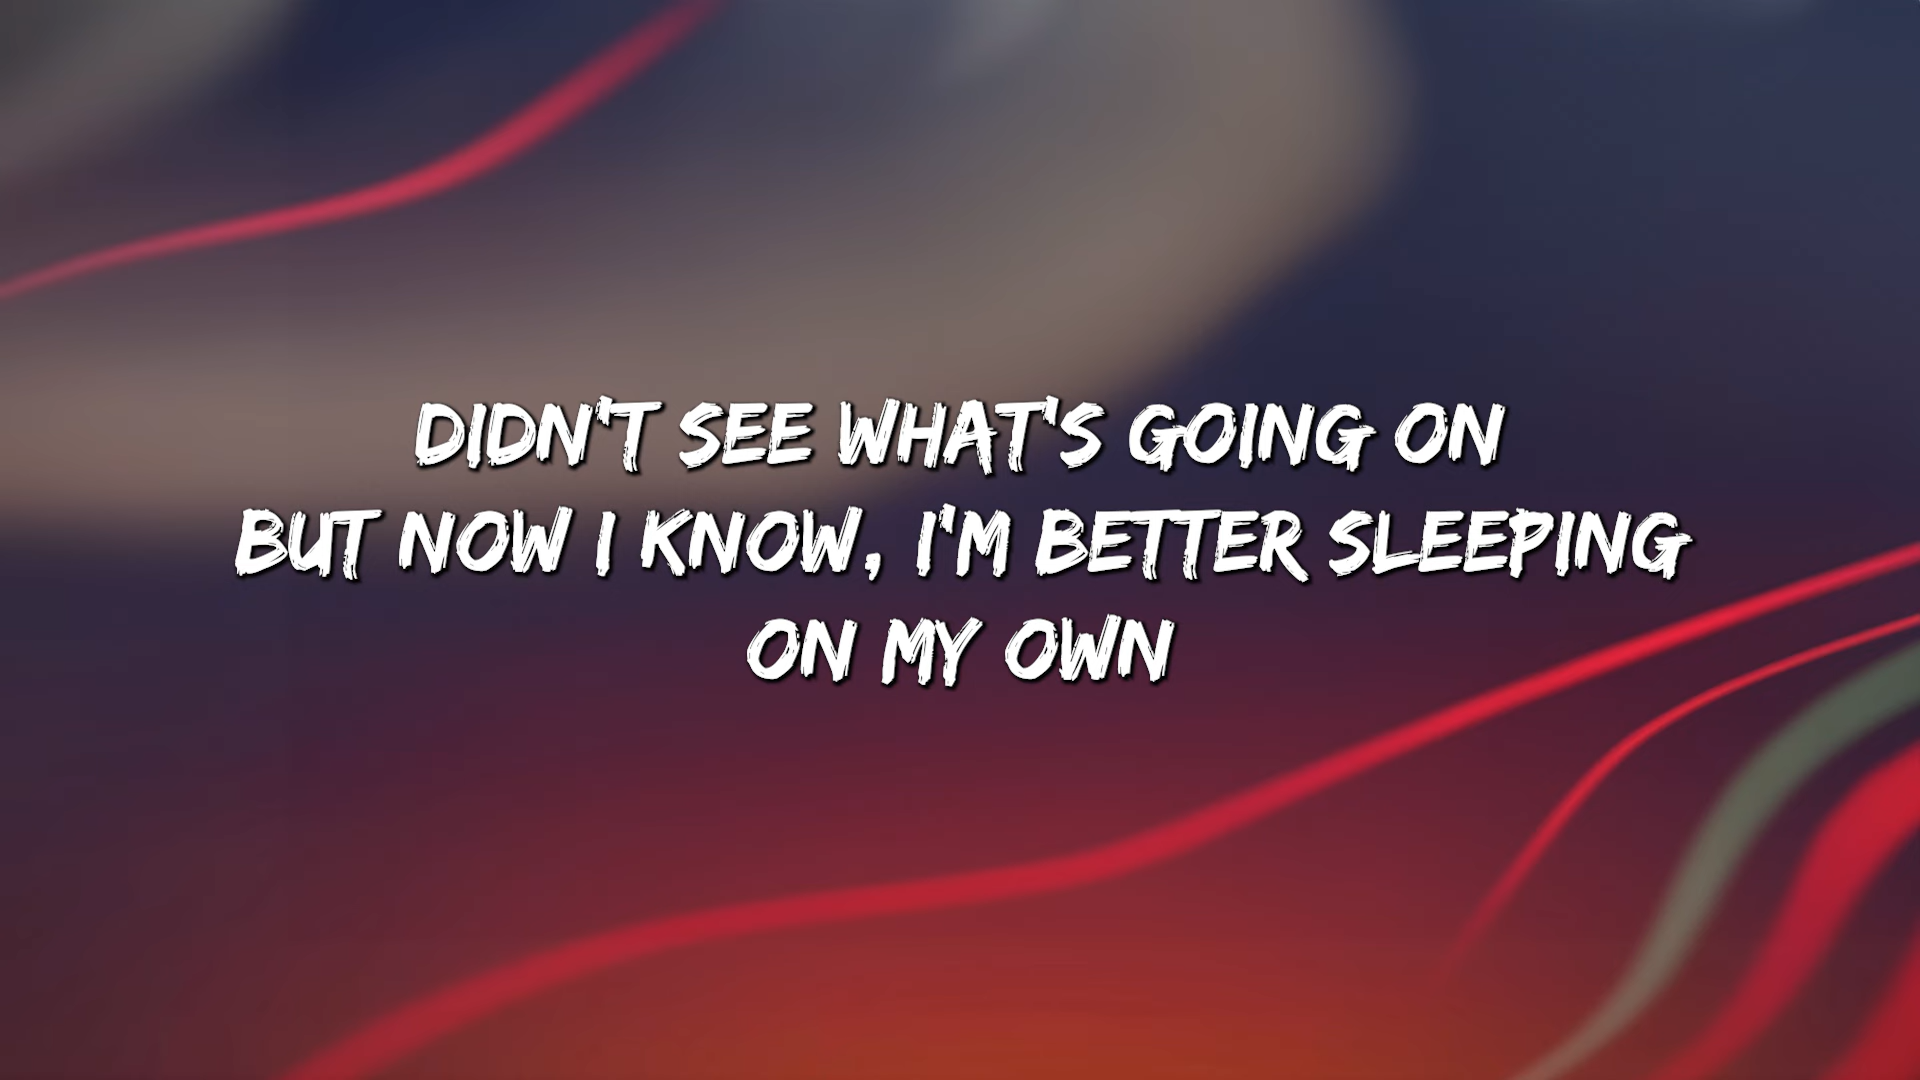 DIDN'T SEE WHAT'S GOING ON
BUT NOW I KNOW, I'M BETTER SLEEPING
ON MY OWN